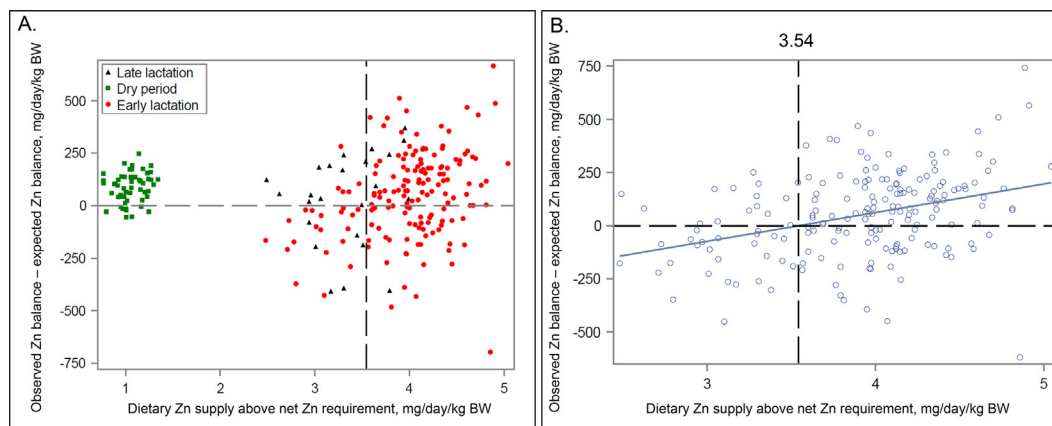 A.
Observed Zn balance – expected Zn balance, mg/day/kg BW
500
250
0
-250
-500
-750
Late lactation
Dry period
Early lactation
1
2
3
4
5
Dietary Zn supply above net Zn requirement, mg/day/kg BW
B.
3.54
Observed Zn balance – expected Zn balance, mg/day/kg BW
750
500
250
0
-250
-500
3
4
5
Dietary Zn supply above net Zn requirement, mg/day/kg BW